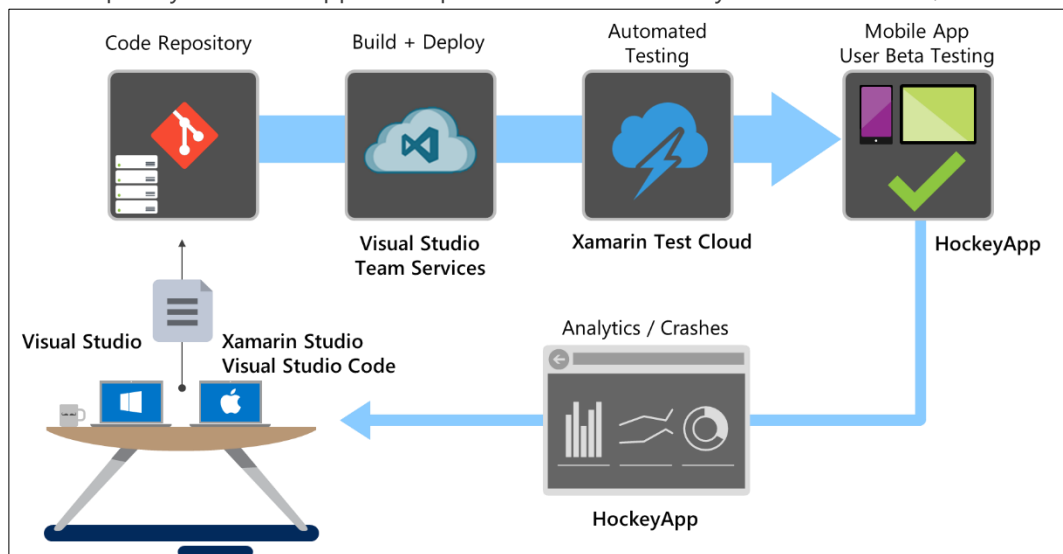 Code Repository
Build + Deploy
Automated
Testing
Mobile App
User Beta Testing
Visual Studio
Team Services
Xamarin Test Cloud
HockeyApp
Visual Studio
Xamarin Studio
Visual Studio Code
Analytics / Crashes
HockeyApp